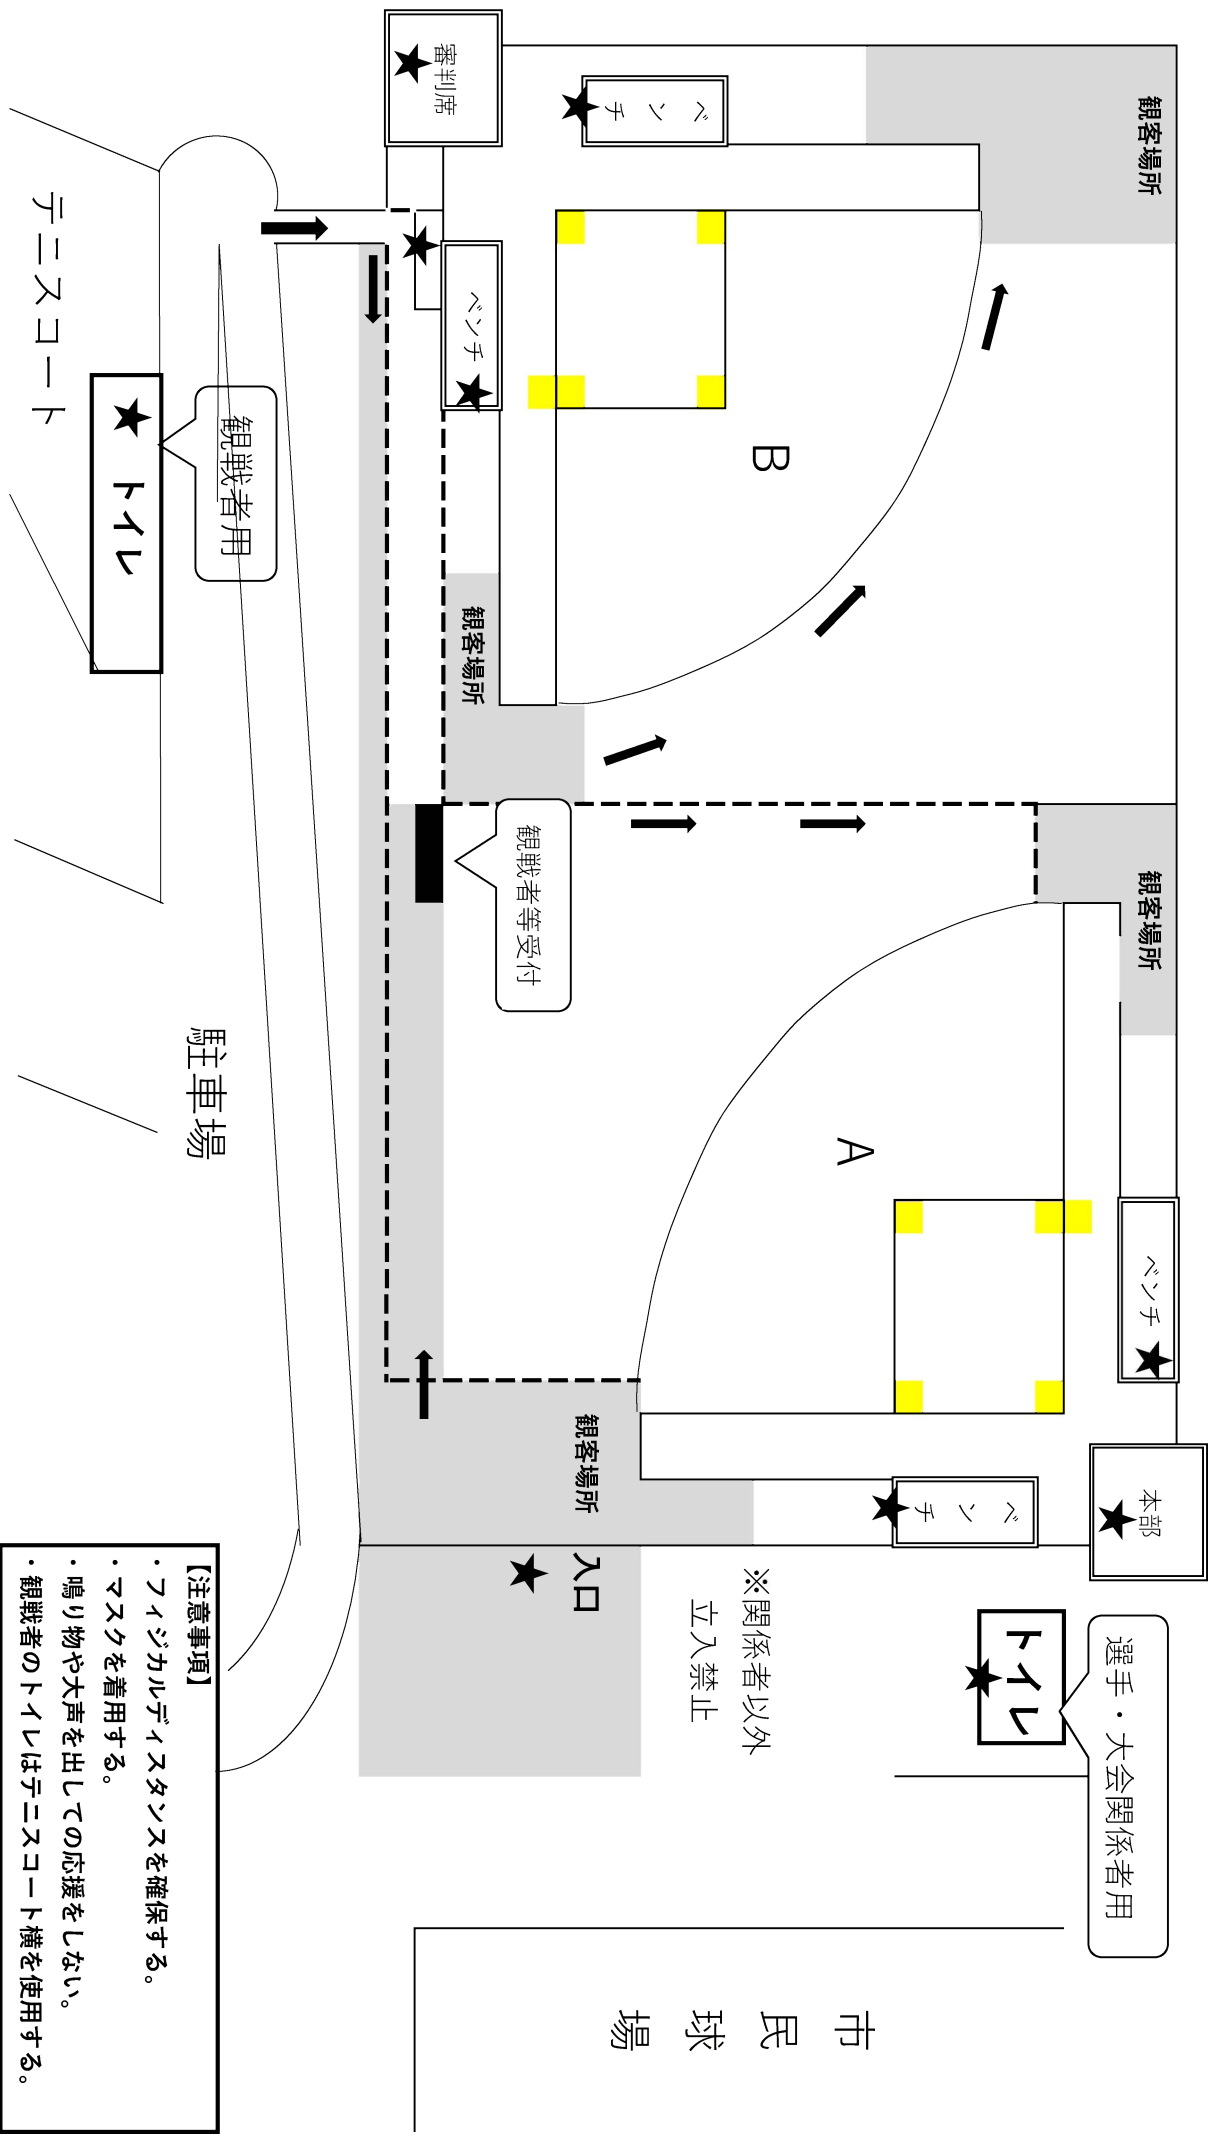 選手・大会関係者用
本部
ベンチ
観客場所
観客場所
トイレ
ベンチ
A
B
ベンチ
市民球場
※関係者以外
立入禁止
入口
観客場所
観戦者等受付
観客場所
ベンチ
審判席
観戦者用
駐車場
トイレ
テニスコート
【注意事項】
・フィジカルディスタンスを確保する。
・マスクを着用する。
・鳴り物や大声を出しての応援をしない。
・観戦者のトイレはテニスコート横を使用する。